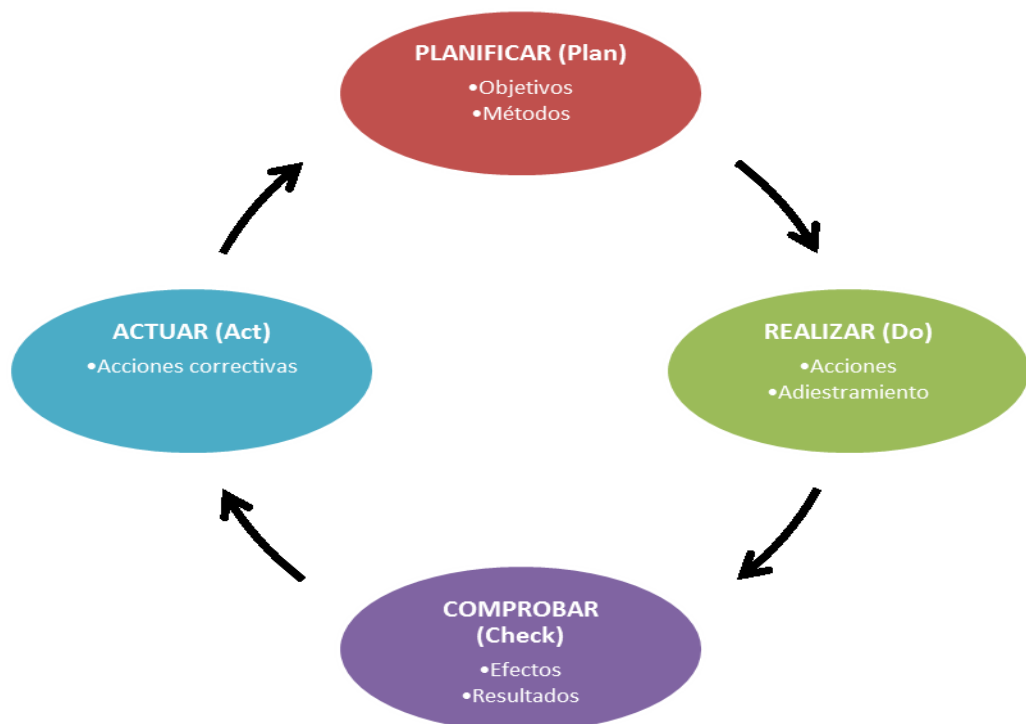 PLANIFICAR (Plan)
•Objetivos
•Métodos
REALIZAR (Do)
•Acciones
•Adiestramiento
COMPROBAR
(Check)
•Efectos
•Resultados
ACTUAR (Act)
•Acciones correctivas